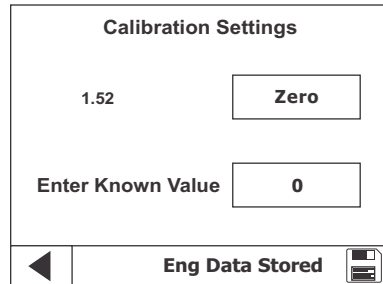 Calibration Settings
1.52 Zero
Enter Known Value 0
Eng Data Stored